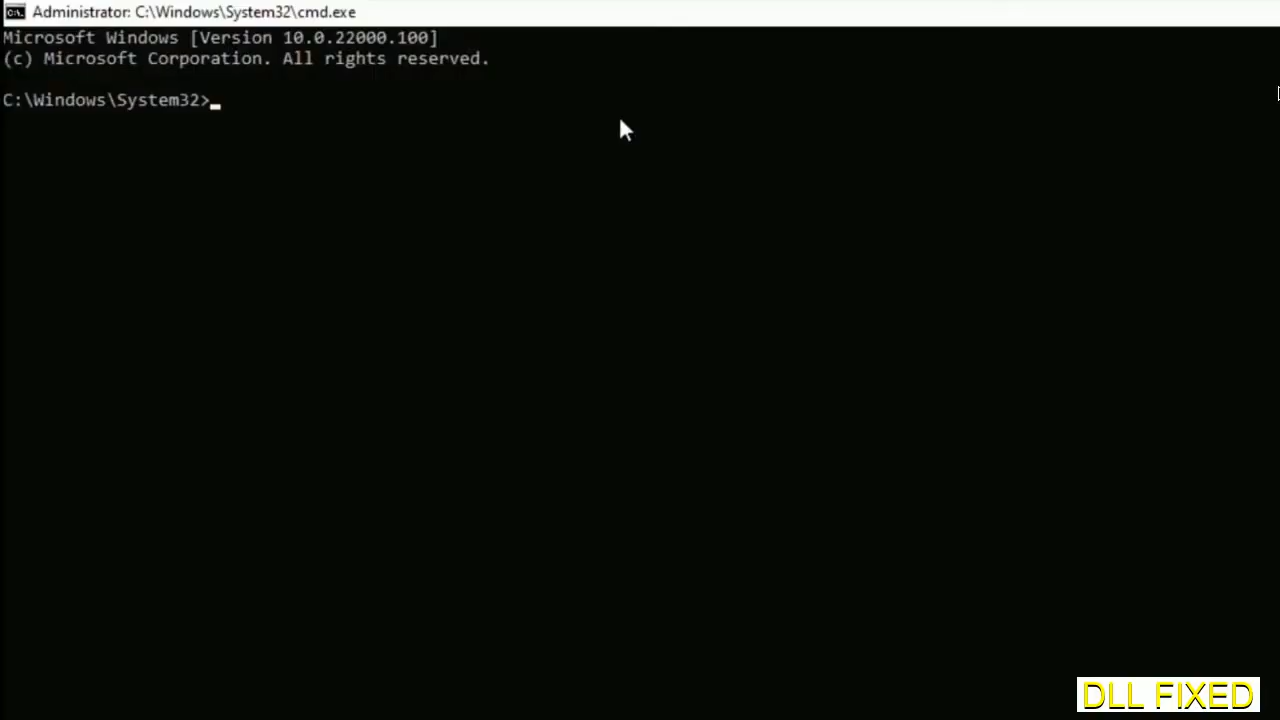 Administrator: C:\Windows\System32\cmd.exe
Microsoft Windows [Version 10.0.22000.100]
(c) Microsoft Corporation. All rights reserved.
C:\Windows\System32>
DLL FIXED